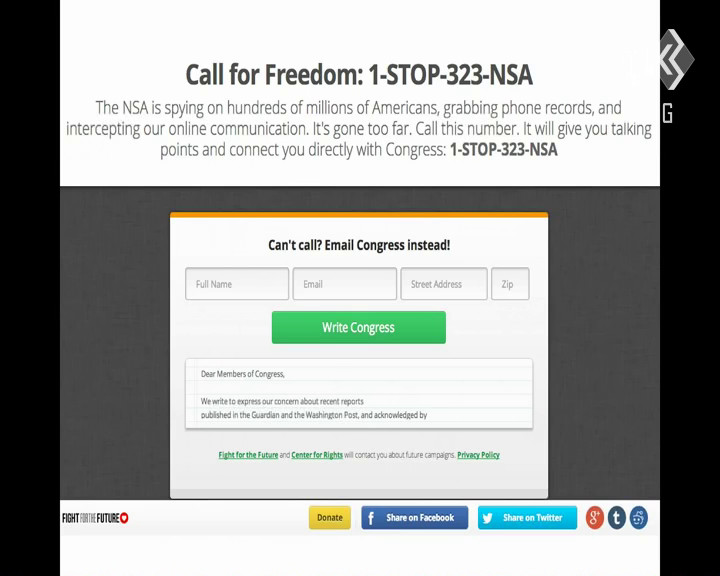 Call for Freedom: 1-STOP-323-NSA
The NSA is spying on hundreds of millions of Americans, grabbing phone records, and
intercepting our online communication. It's gone too far. Call this number. It will give you talking
points and connect you directly with Congress: 1-STOP-323-NSA
G
Can't call? Email Congress instead!
Full Name Email Street Address Zip
Write Congress
Dear Members of Congress,
We write to express our concern about recent reports
published in the Guardian and the Washington Post, and acknowledged by
Fight for the Future and Center for Rights will contact you about future campaigns. Privacy Policy
FIGHT FOR THE FUTURE Donate f Share on Facebook Share on Twitter g+ t